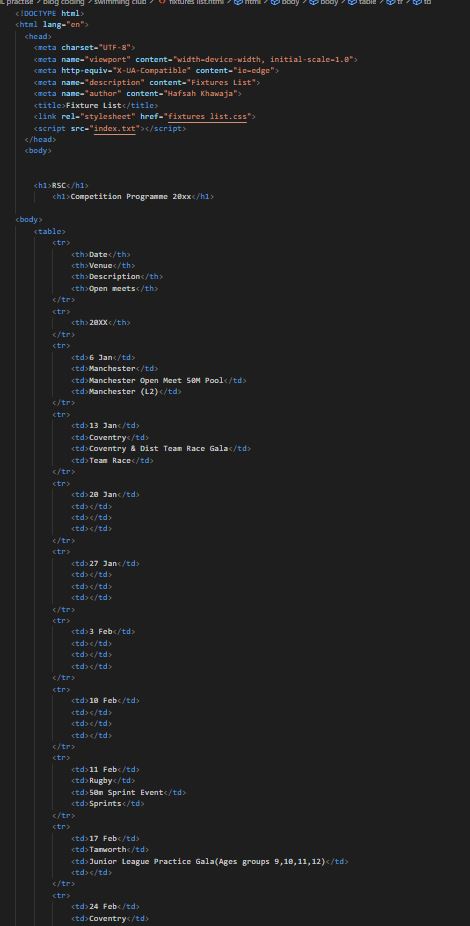 L practise > blog coding > swimming club > fixtures list.html > html > body > body > table > tr > td
<!DOCTYPE html>
<html lang="en">
<head>
<meta charset="UTF-8">
<meta name="viewport" content="width=device-width, initial-scale=1.0">
<meta http-equiv="X-UA-Compatible" content="ie=edge">
<meta name="description" content="Fixtures List">
<meta name="author" content="Hafsah Khawaja">
<title>Fixture List</title>
<link rel="stylesheet" href="fixtures list.css">
<script src="index.txt"></script>
</head>
<body>
<h1>RSC</h1>
<h1>Competition Programme 20xx</h1>
<body>
<table>
<tr>
<th>Date</th>
<th>Venue</th>
<th>Description</th>
<th>Open meets</th>
</tr>
<tr>
<th>20XX</th>
</tr>
<tr>
<td>6 Jan</td>
<td>Manchester</td>
<td>Manchester Open Meet 50M Pool</td>
<td>Manchester (L2)</td>
</tr>
<tr>
<td>13 Jan</td>
<td>Coventry</td>
<td>Coventry & Dist Team Race Gala</td>
<td>Team Race</td>
</tr>
<tr>
<td>20 Jan</td>
<td></td>
<td></td>
<td></td>
</tr>
<tr>
<td>27 Jan</td>
<td></td>
<td></td>
<td></td>
</tr>
<tr>
<td>3 Feb</td>
<td></td>
<td></td>
<td></td>
</tr>
<tr>
<td>10 Feb</td>
<td></td>
<td></td>
<td></td>
</tr>
<tr>
<td>11 Feb</td>
<td>Rugby</td>
<td>50m Sprint Event</td>
<td>Sprints</td>
</tr>
<tr>
<td>17 Feb</td>
<td>Tamworth</td>
<td>Junior League Practice Gala(Ages groups 9,10,11,12)</td>
<td></td>
</tr>
<tr>
<td>24 Feb</td>
<td>Coventry</td>